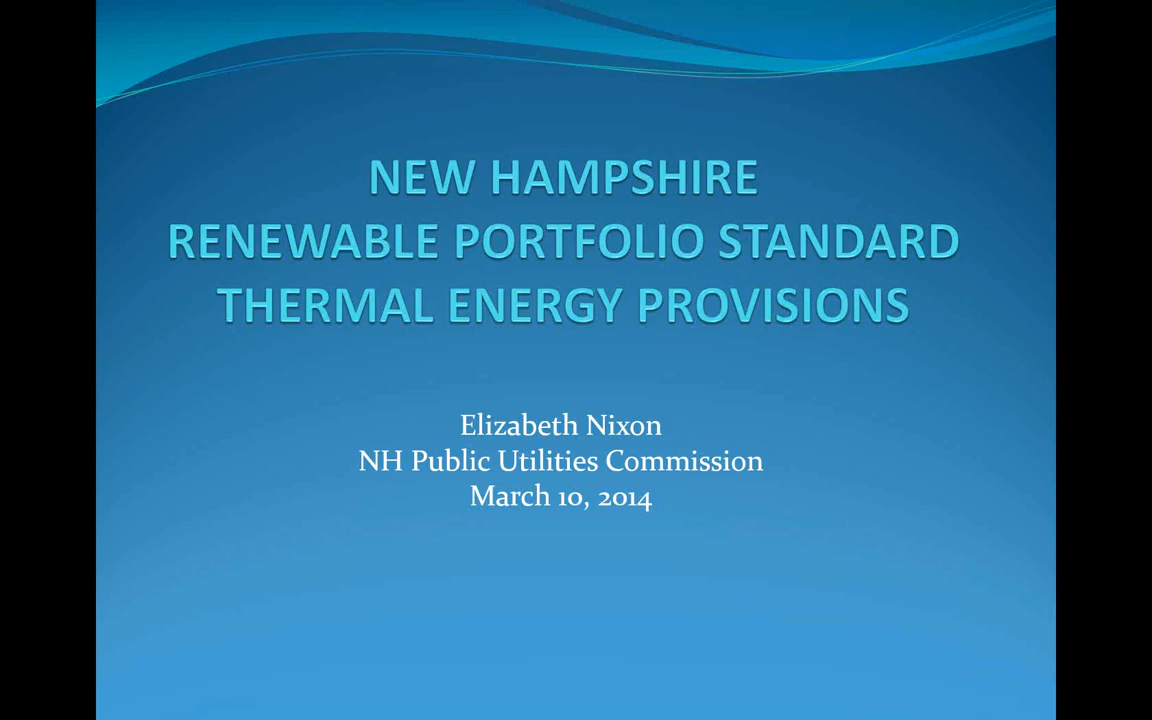 NEW HAMPSHIRE
RENEWABLE PORTFOLIO STANDARD
THERMAL ENERGY PROVISIONS
Elizabeth Nixon
NH Public Utilities Commission
March 10, 2014